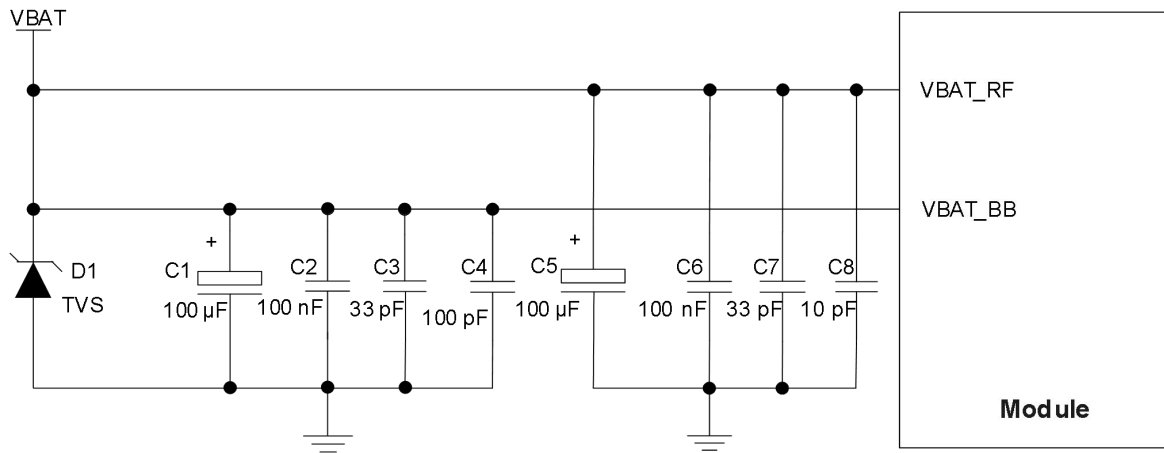 VBAT
VBAT_RF
VBAT_BB
+
D1
TVS
C1
100 µF
C2
100 nF
C3
33 pF
C4
100 pF
+
C5
100 µF
C6
100 nF
C7
33 pF
C8
10 pF
Module